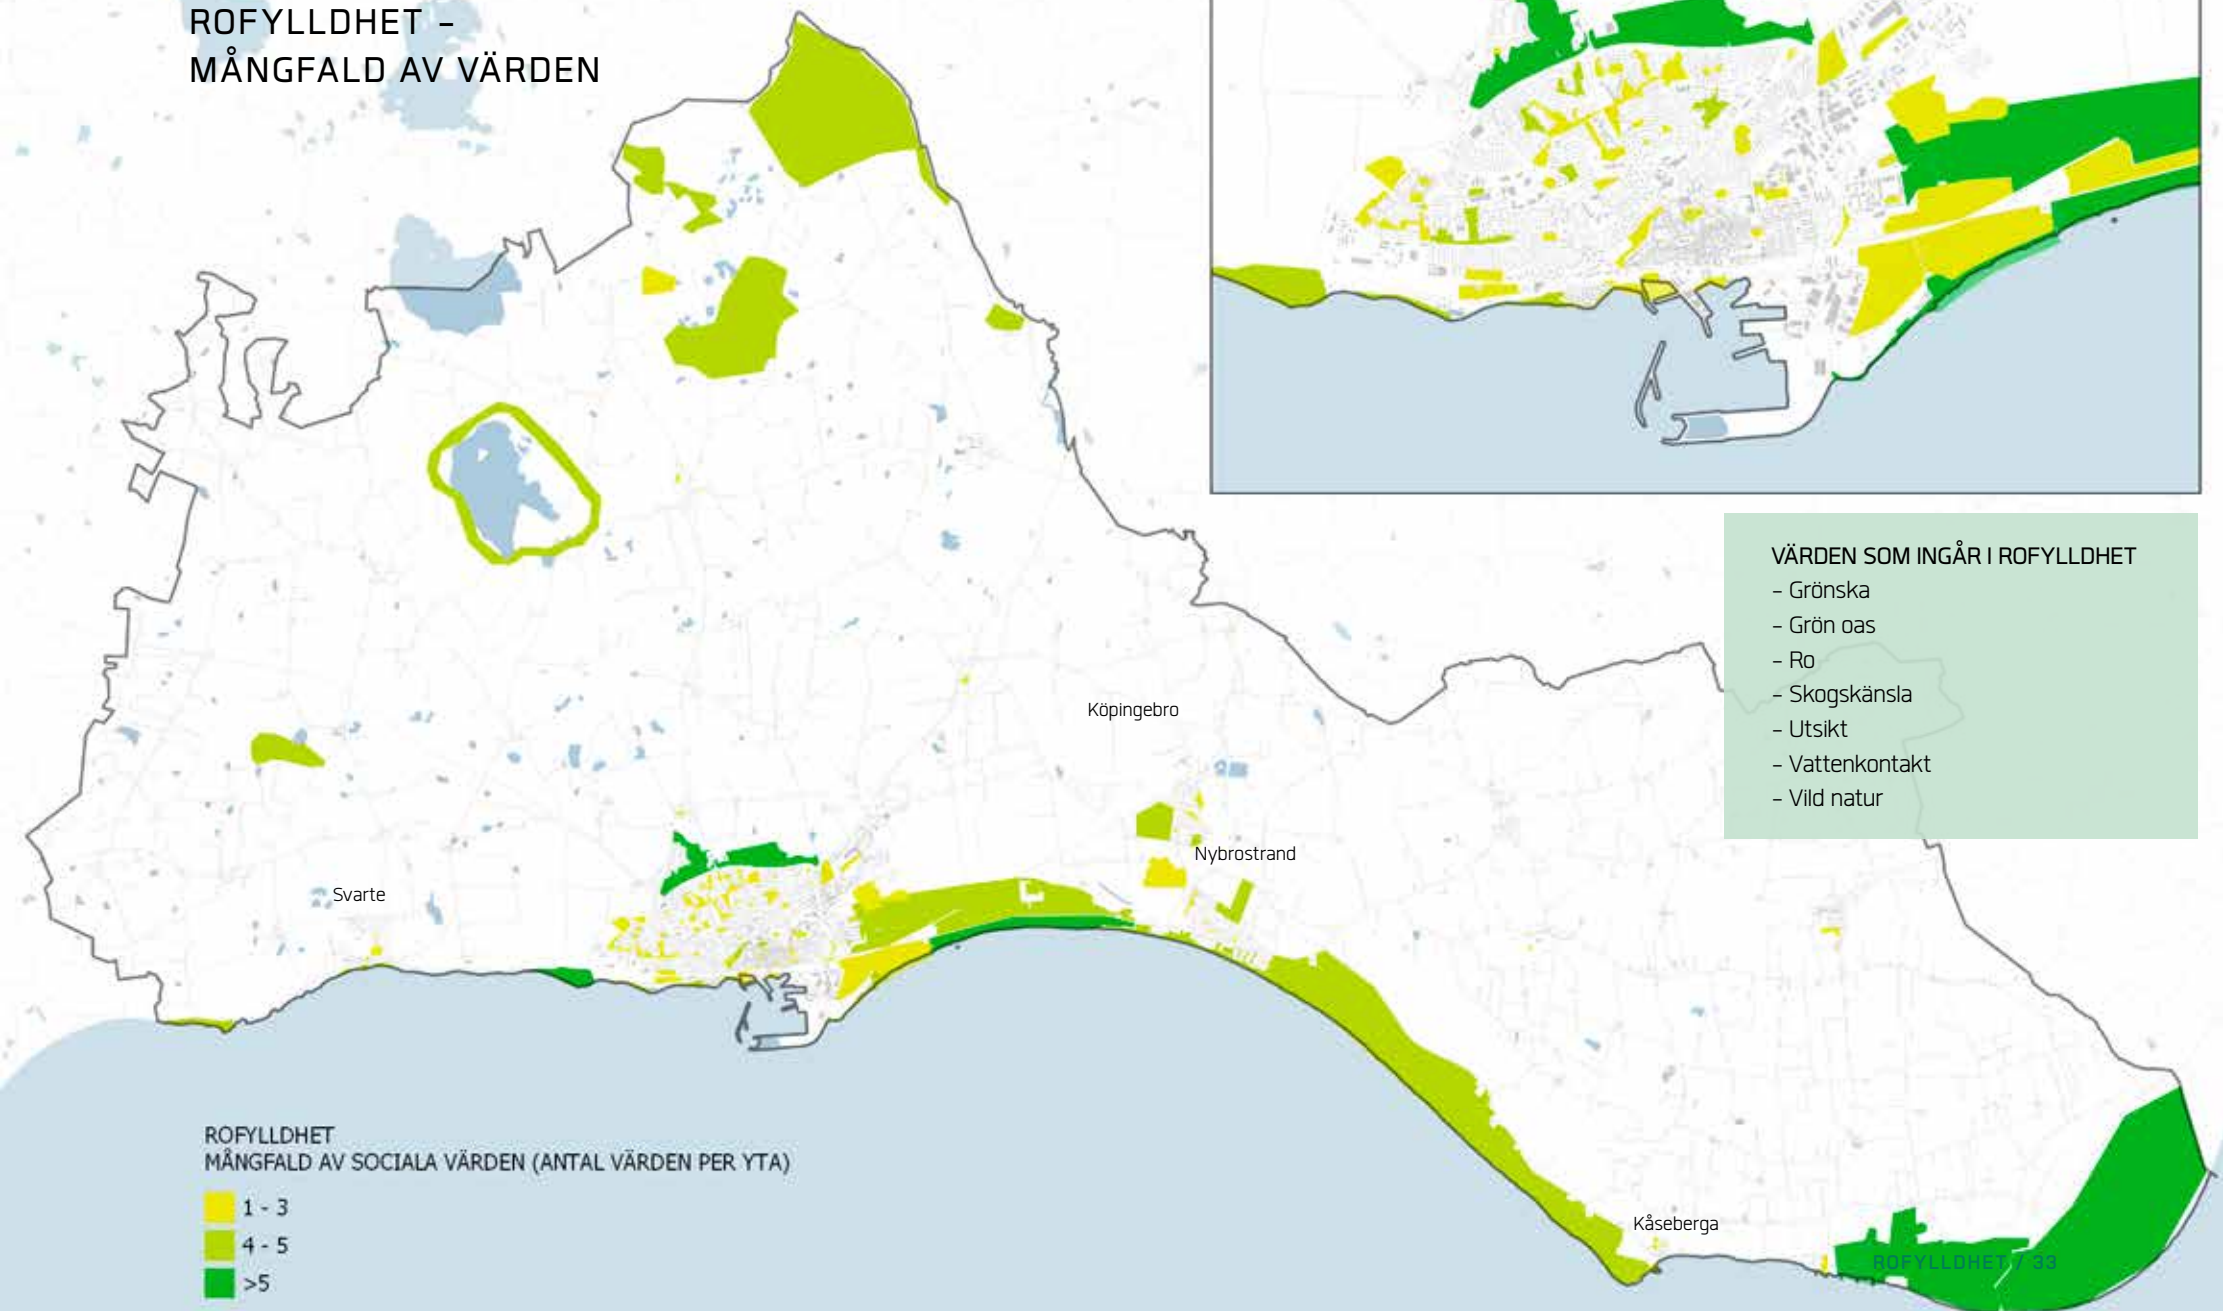 ROFYLLDHET –
MÅNGFALD AV VÄRDEN
VÄRDEN SOM INGÅR I ROFYLLDHET
- Grönska
- Grön oas
- Ro
- Skogskänsla
- Utsikt
- Vattenkontakt
- Vild natur
Köpingebro
Nybrostrand
Svarte
Kåseberga
ROFYLLDHET
MÅNGFALD AV SOCIALA VÄRDEN (ANTAL VÄRDEN PER YTA)
1 - 3
4 - 5
>5
ROFYLLDHET / 33